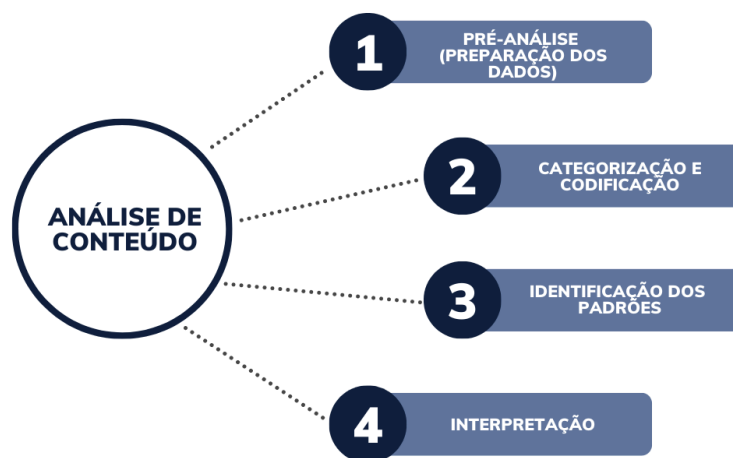 1
PRÉ-ANÁLISE
(PREPARAÇÃO DOS
DADOS)
2
CATEGORIZAÇÃO E
CODIFICAÇÃO
ANÁLISE DE
CONTEÚDO
3
IDENTIFICAÇÃO DOS
PADRÕES
4
INTERPRETAÇÃO